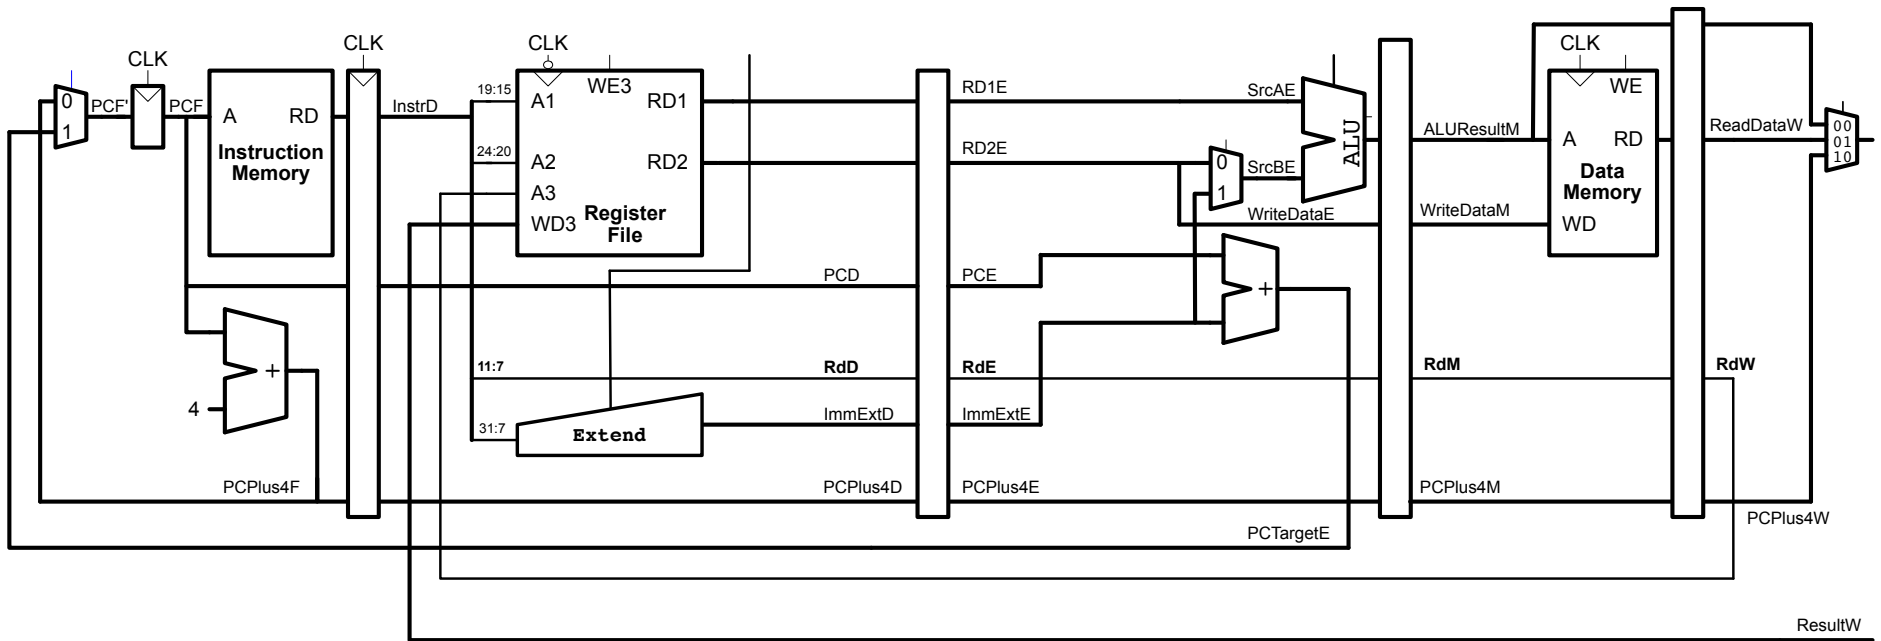 CLK
CLK
CLK
CLK
0
1
PCF'
PCF
A
RD
Instruction
Memory
InstrD
19:15
A1
WE3
RD1
RD1E
SrcAE
ALU
ALUResultM
A
WE
RD
Data
Memory
WD
ReadDataW
00
01
10
24:20
A2
RD2
RD2E
0
1
SrcBE
A3
WD3
Register
File
WriteDataE
WriteDataM
PCD
PCE
+
+
4
11:7
RdD
RdE
RdM
RdW
31:7
Extend
ImmExtD
ImmExtE
PCPlus4F
PCPlus4D
PCPlus4E
PCPlus4M
PCPlus4W
PCTargetE
ResultW